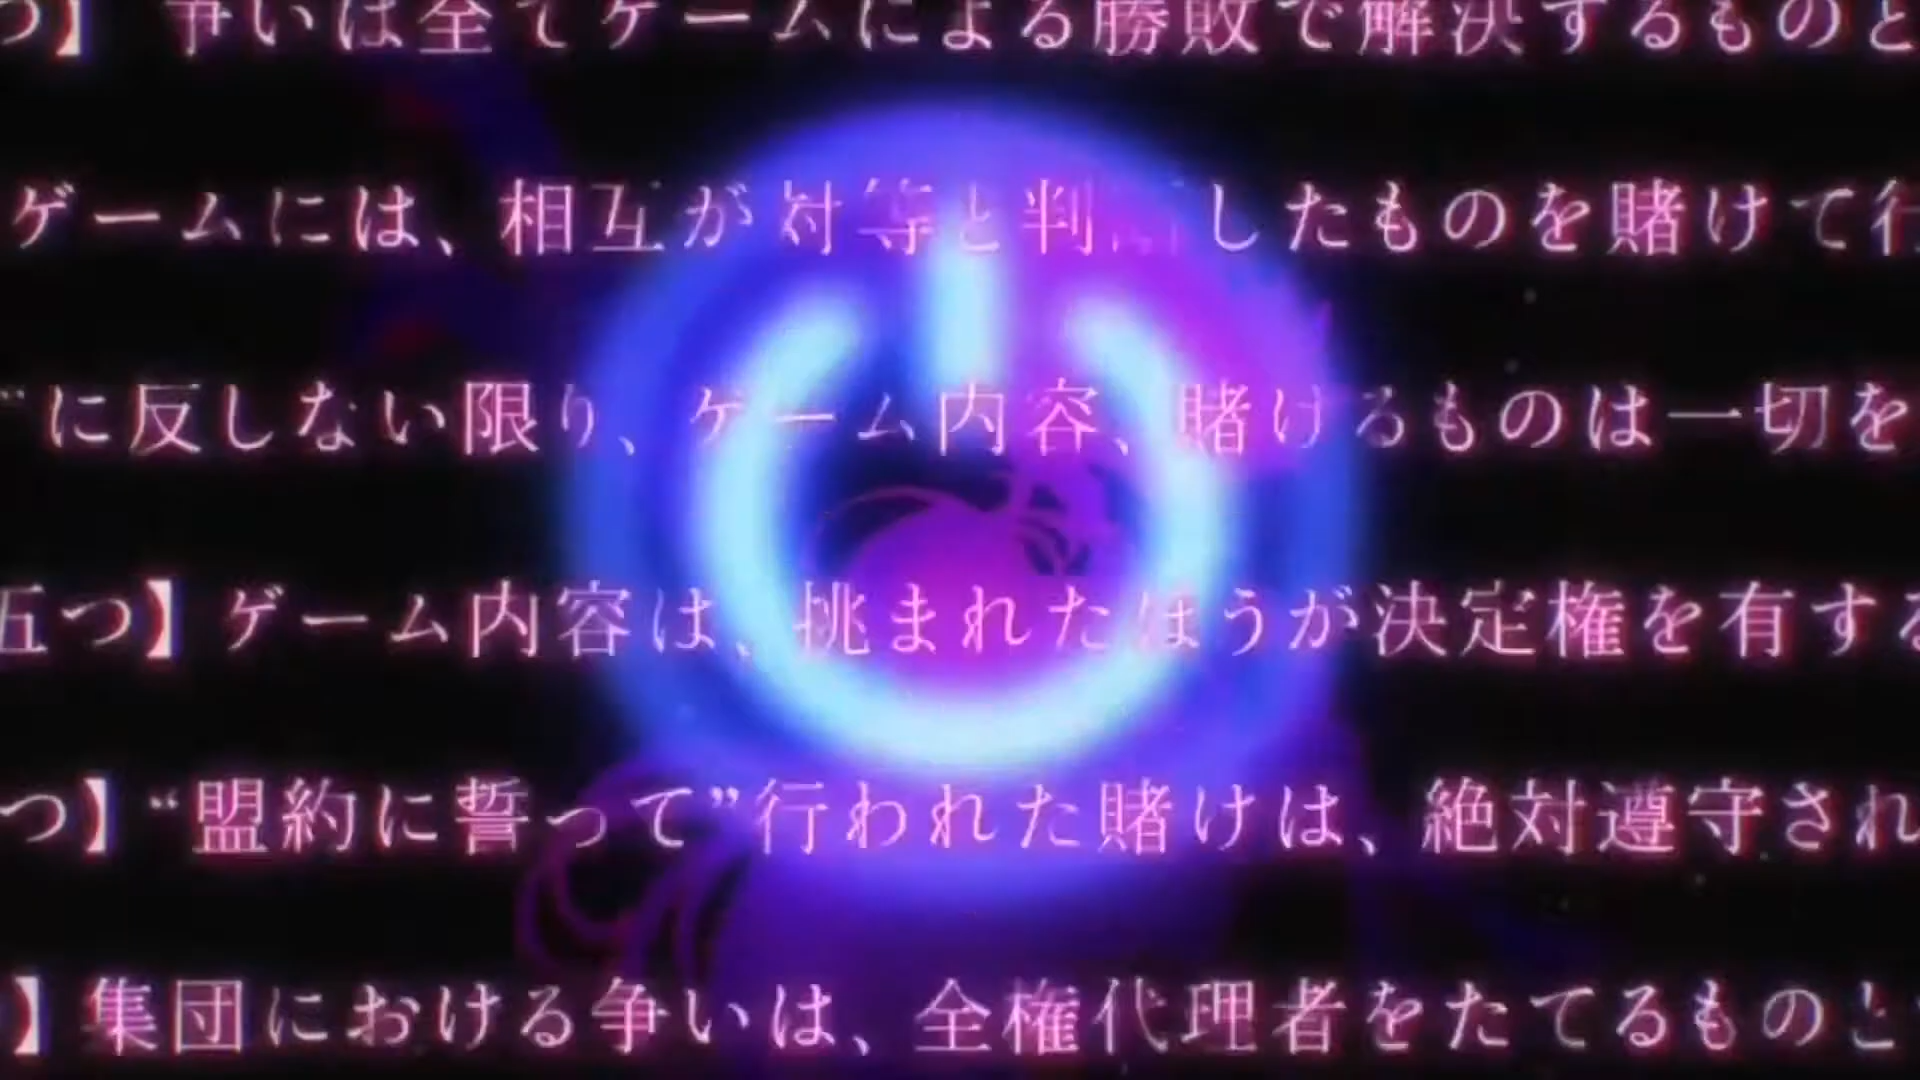 つ】争いは全てゲームによる勝敗で解決するものと
ゲームには、相互が対等と判断したものを賭けて行
”に反しない限り、ゲーム内容、賭けるものは一切を
五つ】ゲーム内容は、挑まれたほうが決定権を有する
つ】“盟約に誓って”行われた賭けは、絶対遵守され
】集団における争いは、全権代理者をたてるものと